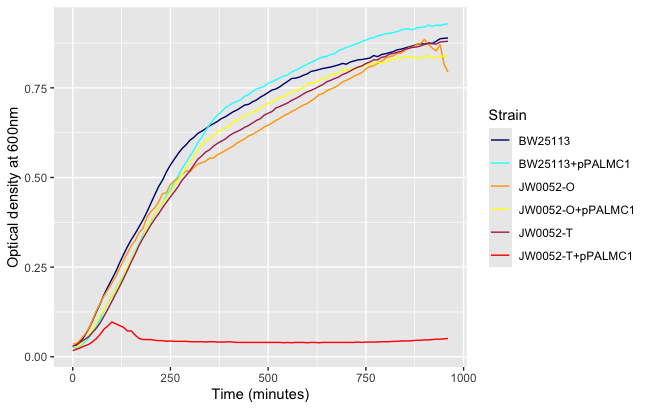 Optical density at 600nm
0.75
0.50
0.25
0.00
0
250
500
750
1000
Time (minutes)
Strain
BW25113
BW25113+pPALMC1
JW0052-O
JW0052-O+pPALMC1
JW0052-T
JW0052-T+pPALMC1